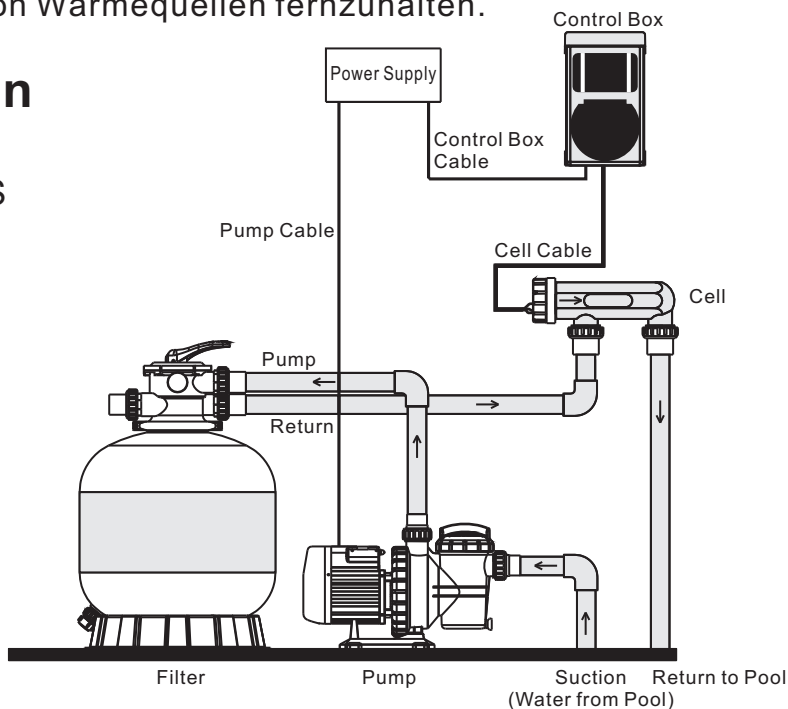 on Wärmequellen fernzuhalten.
n
s
Control Box
Power Supply
Control Box
Cable
Pump Cable
Cell Cable
Cell
Pump
Return
Filter
Pump
Suction
(Water from Pool)
Return to Pool